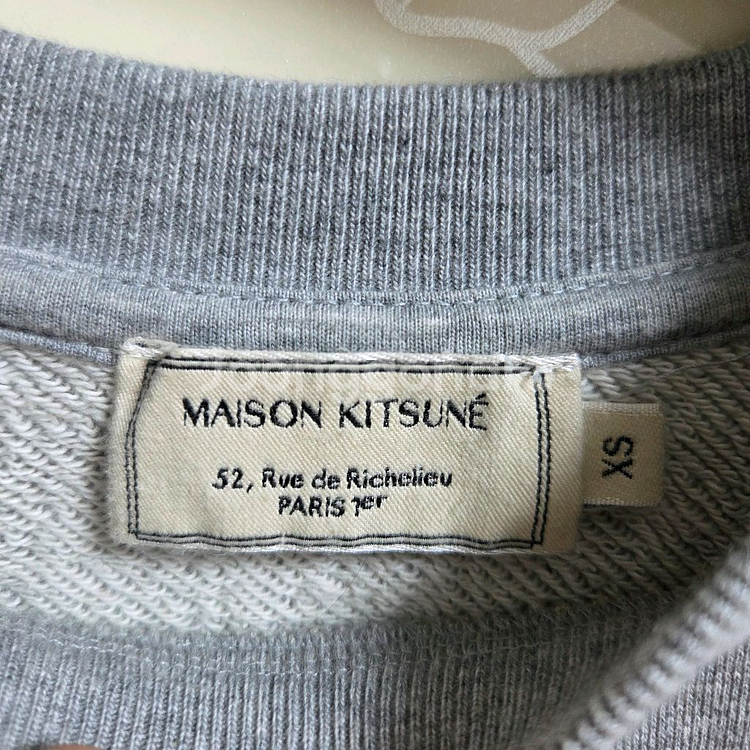 MAISON KITSUNÉ
52, Rue de Richelieu
PARIS 1er
XS